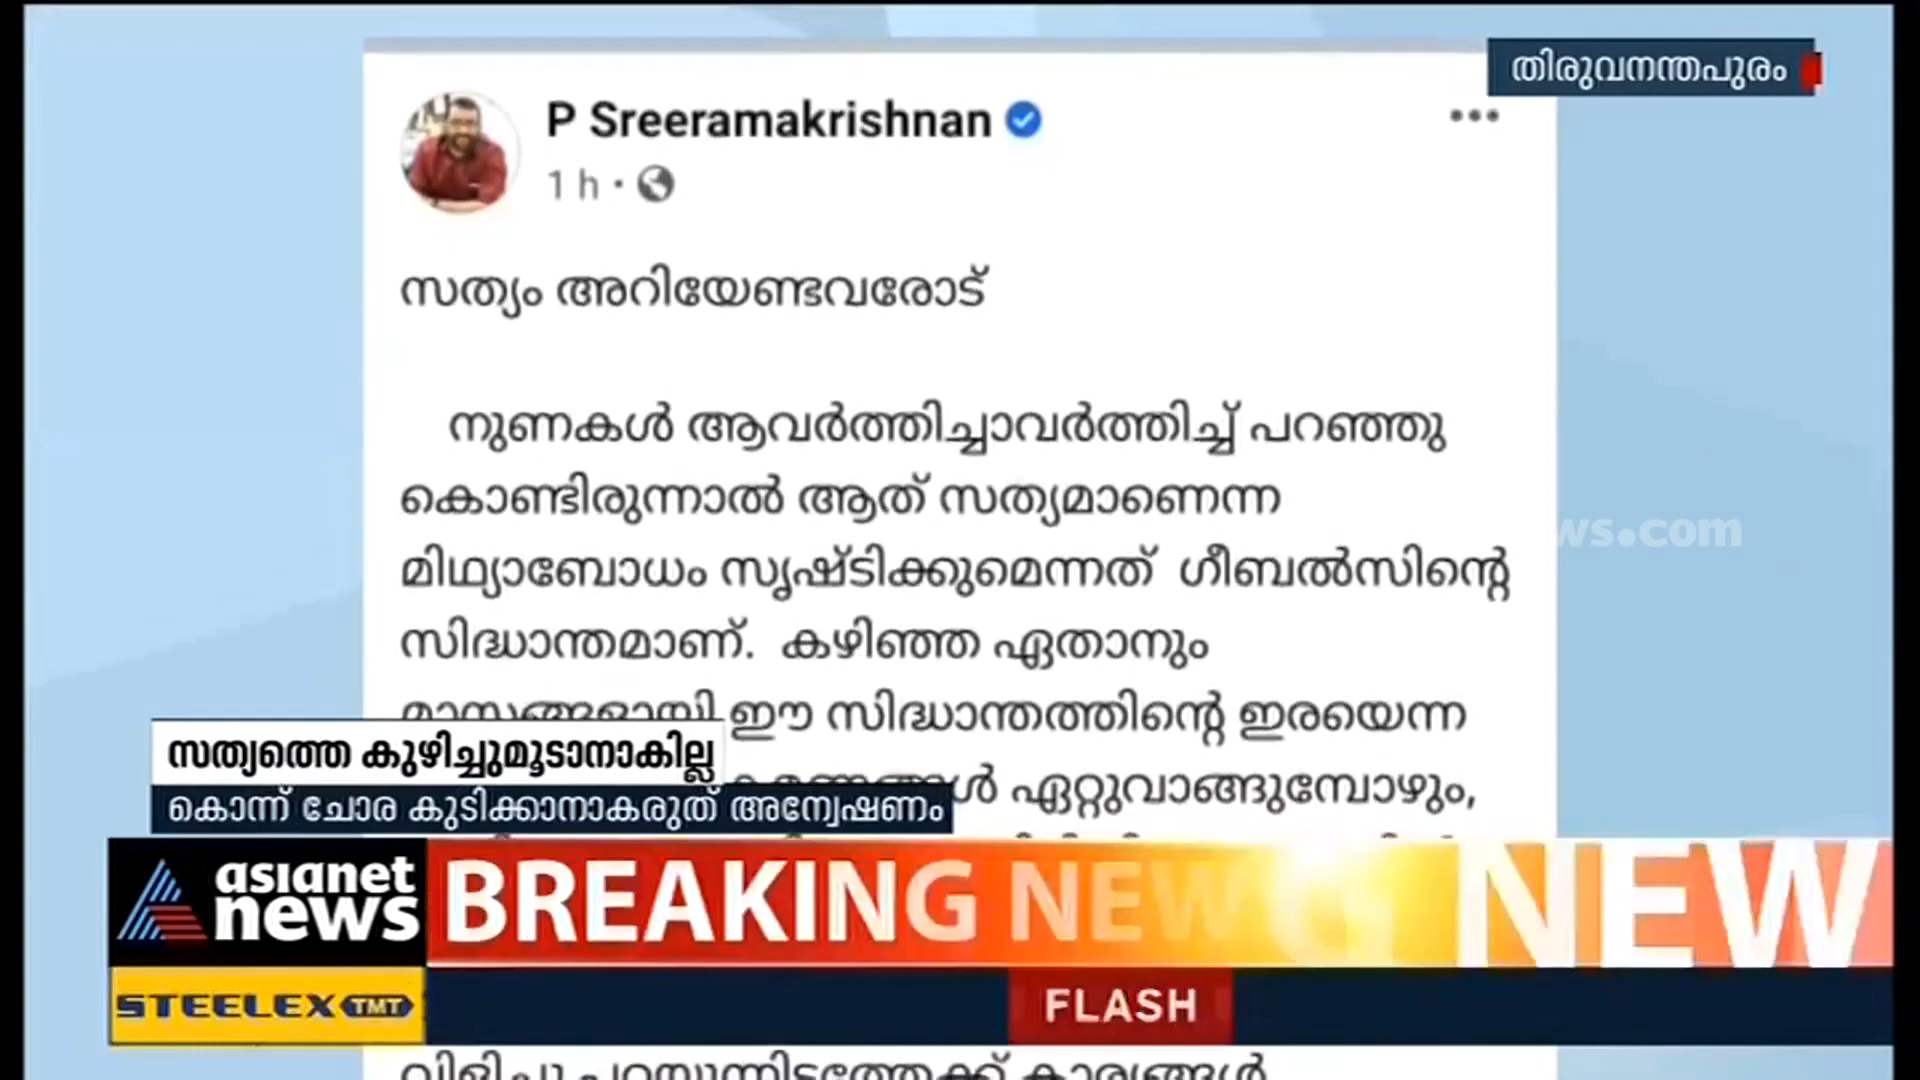 തിരുവനന്തപുരം
P Sreeramakrishnan
1 h
സത്യം അറിയേണ്ടവരോട്
നുണകൾ ആവർത്തിച്ചാവർത്തിച്ച് പറഞ്ഞു
കൊണ്ടിരുന്നാൽ ആത് സത്യമാണെന്ന
മിഥ്യാബോധം സൃഷ്ടിക്കുമെന്നത് ഗീബൽസിന്റെ
സിദ്ധാന്തമാണ്. കഴിഞ്ഞ ഏതാനും
ഈ സിദ്ധാന്തത്തിന്റെ ഇരയെന്ന
ഏറ്റുവാങ്ങുമ്പോഴും,
ws.com
സത്യത്തെ കുഴിച്ചുമൂടാനാകില്ല
കൊന്ന് ചോര കുടിക്കാനാകരുത് അന്വേഷണം
asianet news
BREAKING NEW
G NEW
STEELEX TMT
FLASH